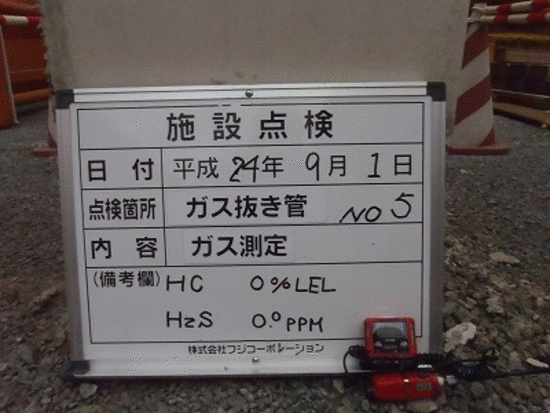 施設点検
日付 平成24年 9月1日
点検箇所 ガス抜き管 NO5
内容 ガス測定
(備考欄) HC 0%LEL
H2S 0.0PPM
株式会社フジコーポレーション